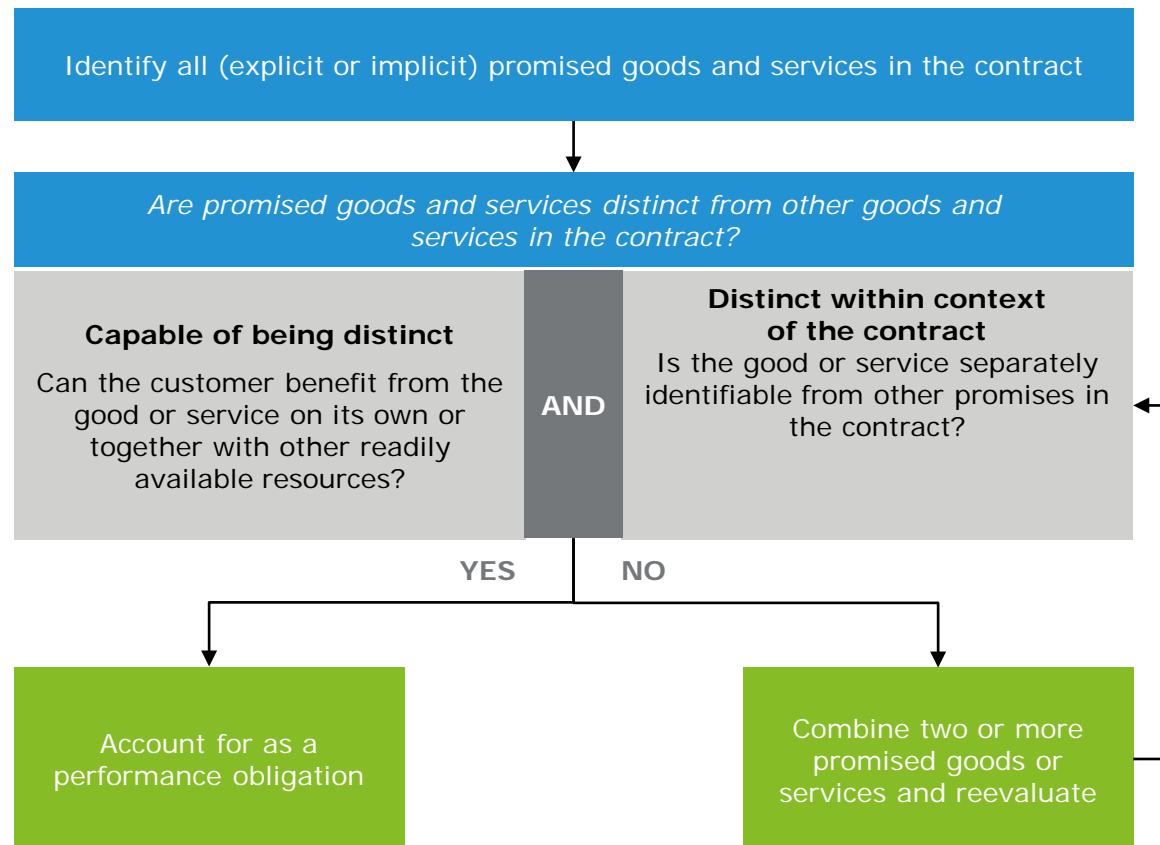 Identify all (explicit or implicit) promised goods and services in the contract
Are promised goods and services distinct from other goods and
services in the contract?
Capable of being distinct
Can the customer benefit from the
good or service on its own or
together with other readily
available resources?
AND
Distinct within context
of the contract
Is the good or service separately
identifiable from other promises in
the contract?
YES
NO
Account for as a
performance obligation
Combine two or more
promised goods or
services and reevaluate